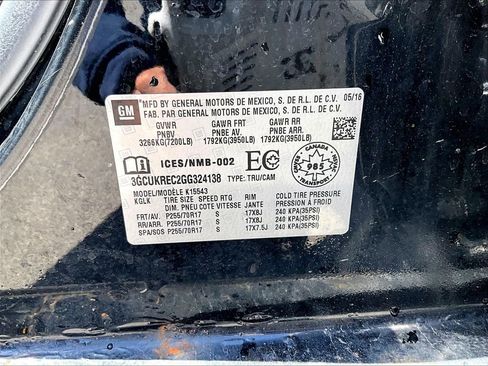 GM
*MFD BY GENERAL MOTORS DE MEXICO, S. DE R.L. DE C.V. 05/16
FAB. PAR GENERAL MOTORS DE MEXICO, S. DE R.L. DE C.V.
GVWR GAWR FRT GAWR RR
PNBV PNBE AV. PNBE ARR.
3266KG(7200LB) 1792KG(3950LB) 1792KG(3950LB)
ICES/NMB-002 EC
CANADA
985
TRANSPORT
3GCUKREC2GG324138 TYPE: TRU/CAM
MODEL/MODÈLE K15543
KGLK TIRE SIZE SPEED RTG RIM COLD TIRE PRESSURE
DIM. PNEU COTE VITESSE JANTE PRESSION À FROID
FRT/AV. P255/70R17 S 17X8J 240 KPA(35PSI)
RR/ARR. P255/70R17 S 17X8J 240 KPA(35PSI)
SPA/SOS P255/70R17 S 17X7.5J 240 KPA(35PSI)